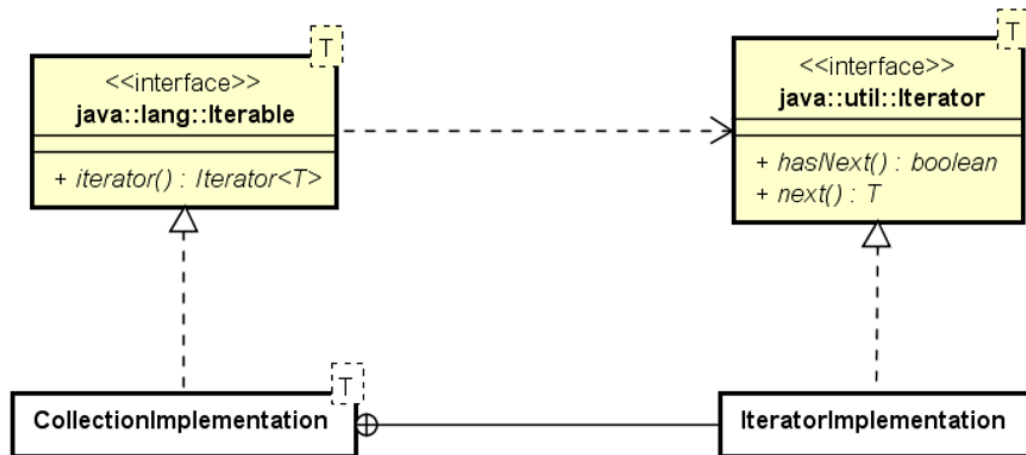 T
<<interface>>
java::lang::Iterable
+ iterator() : Iterator<T>
T
<<interface>>
java::util::Iterator
+ hasNext() : boolean
+ next() : T
T
CollectionImplementation
IteratorImplementation